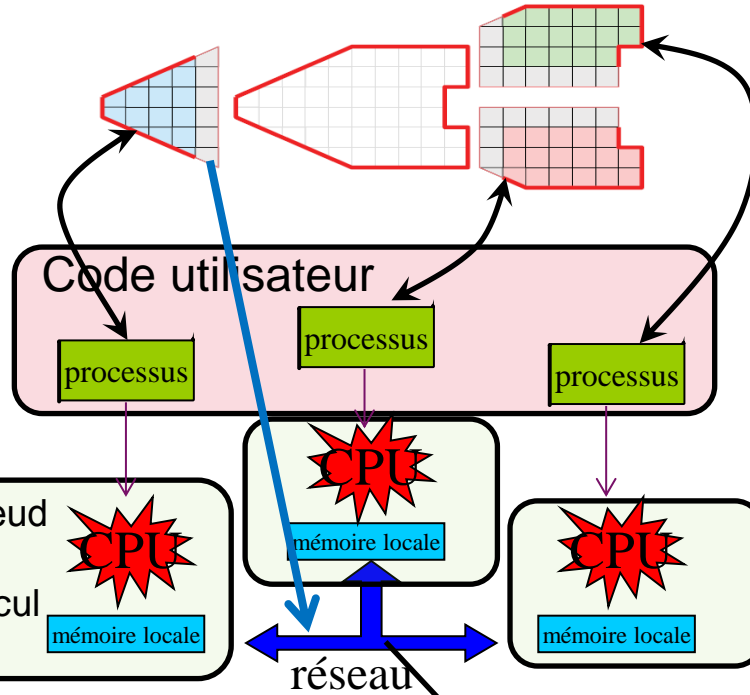 Code utilisateur
processus
processus
processus
CPU
mémoire locale
eud
CPU
cul
mémoire locale
CPU
mémoire locale
réseau